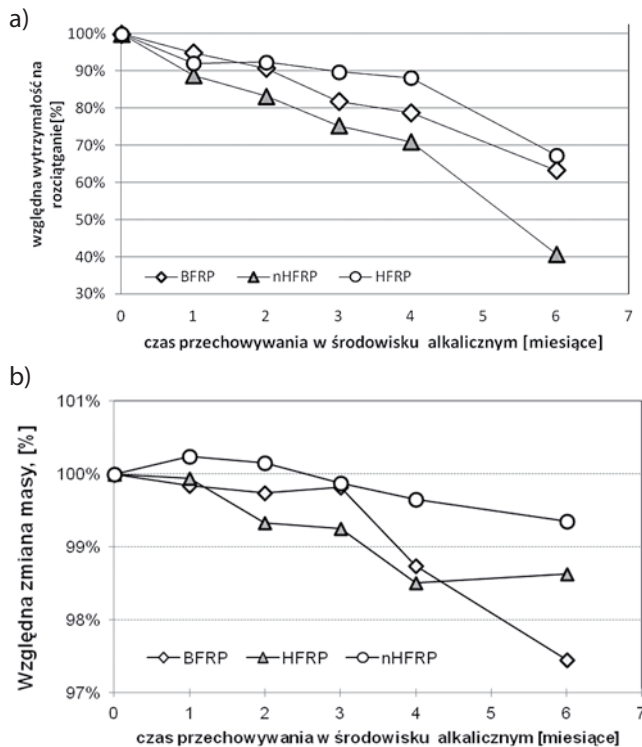 a)
względna wytrzymałość na
rozciątganie[%]
100%
90%
80%
70%
60%
50%
40%
30%
BFRP nHFRP HFRP
0 1 2 3 4 5 6 7
czas przechowywania w środowisku alkalicznym [miesiące]
b)
Względna zmiana masy, [%]
101%
100%
99%
98%
97%
BFRP HFRP nHFRP
0 1 2 3 4 5 6 7
czas przechowywania w środowisku alkalicznym [miesiące]